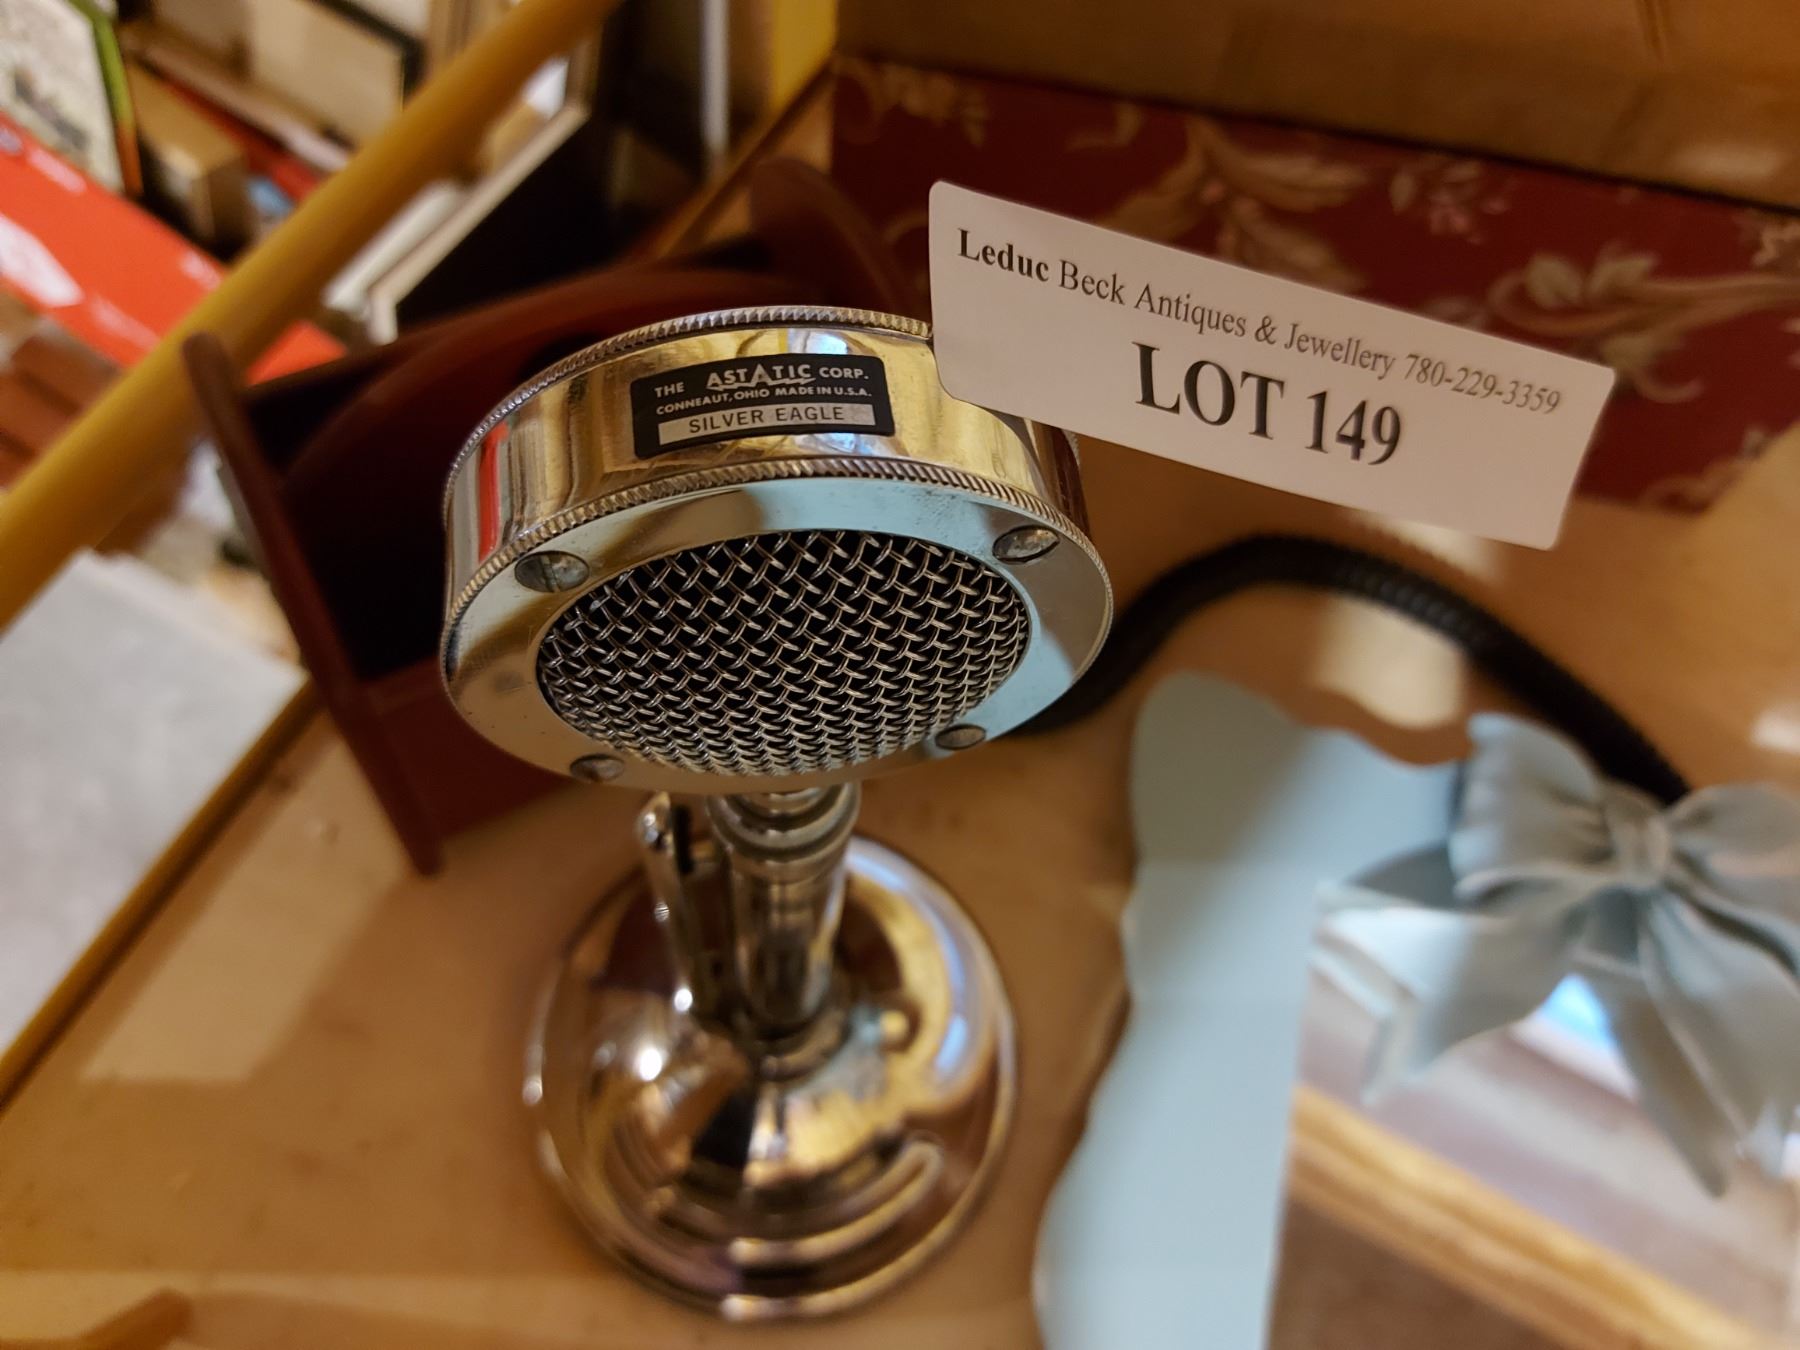 THE ASTATIC CORP.
CONNEAUT, OHIO MADE IN U.S.A.
SILVER EAGLE
Leduc Beck Antiques & Jewellery 780-229-3359
LOT 149